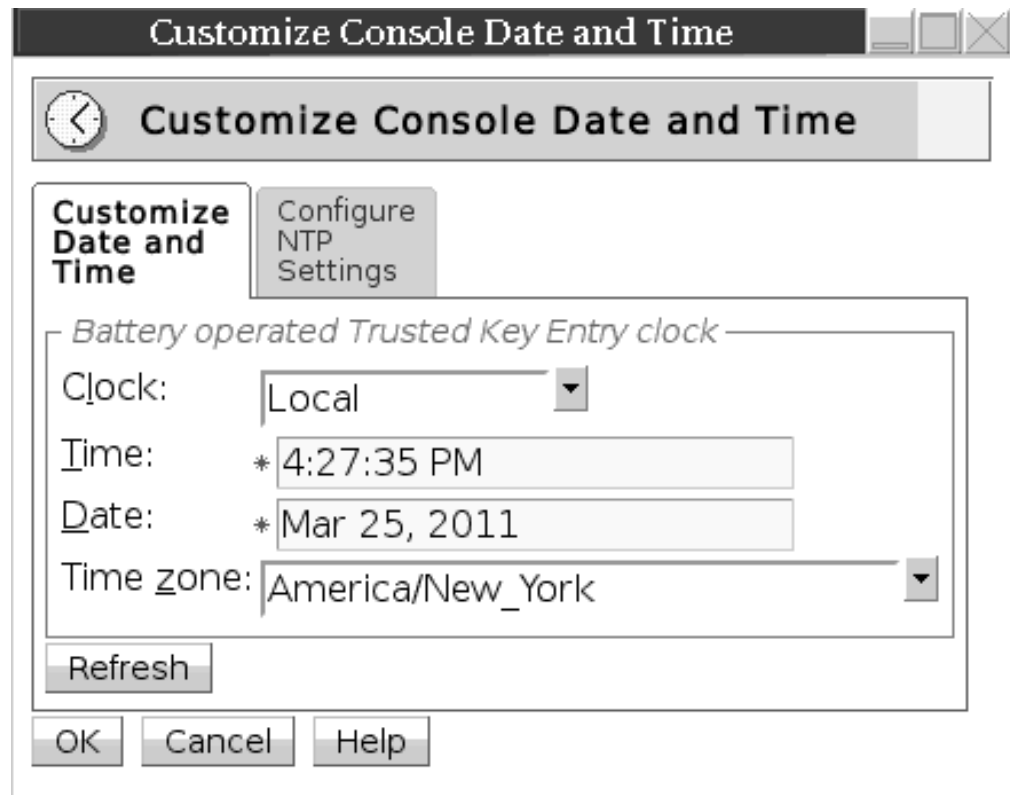 Customize Console Date and Time
Customize Console Date and Time
Customize
Date and
Time
Configure
NTP
Settings
Battery operated Trusted Key Entry clock
Clock: Local
Time: * 4:27:35 PM
Date: * Mar 25, 2011
Time zone: America/New_York
Refresh
OK Cancel Help